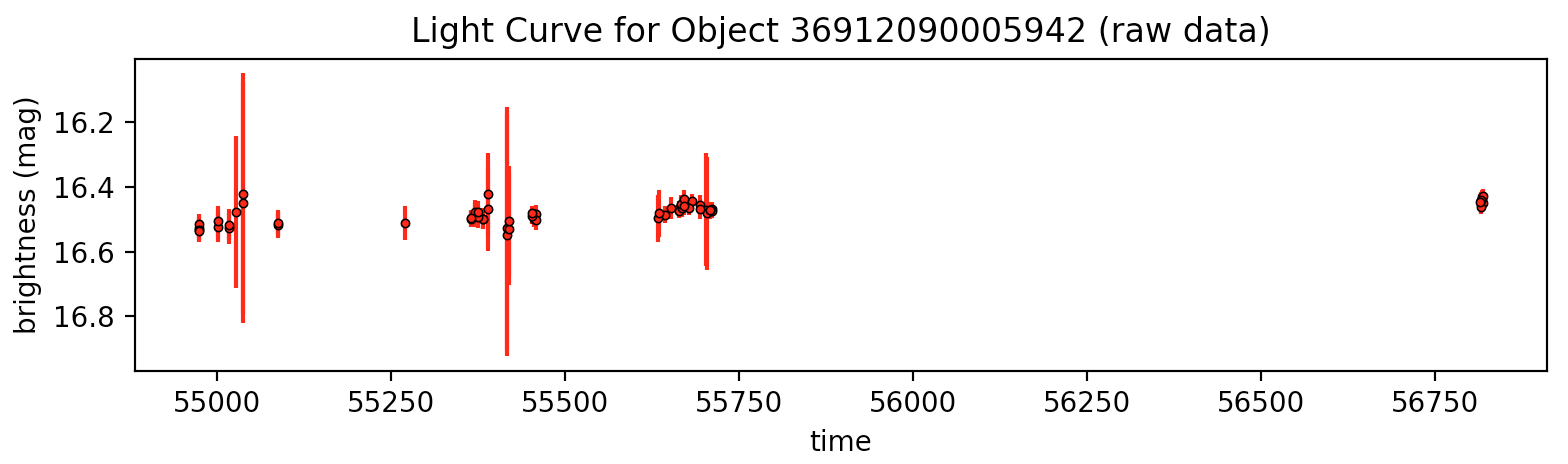 Light Curve for Object 36912090005942 (raw data)
brightness (mag)
16.2
16.4
16.6
16.8
55000 55250 55500 55750 56000 56250 56500 56750
time